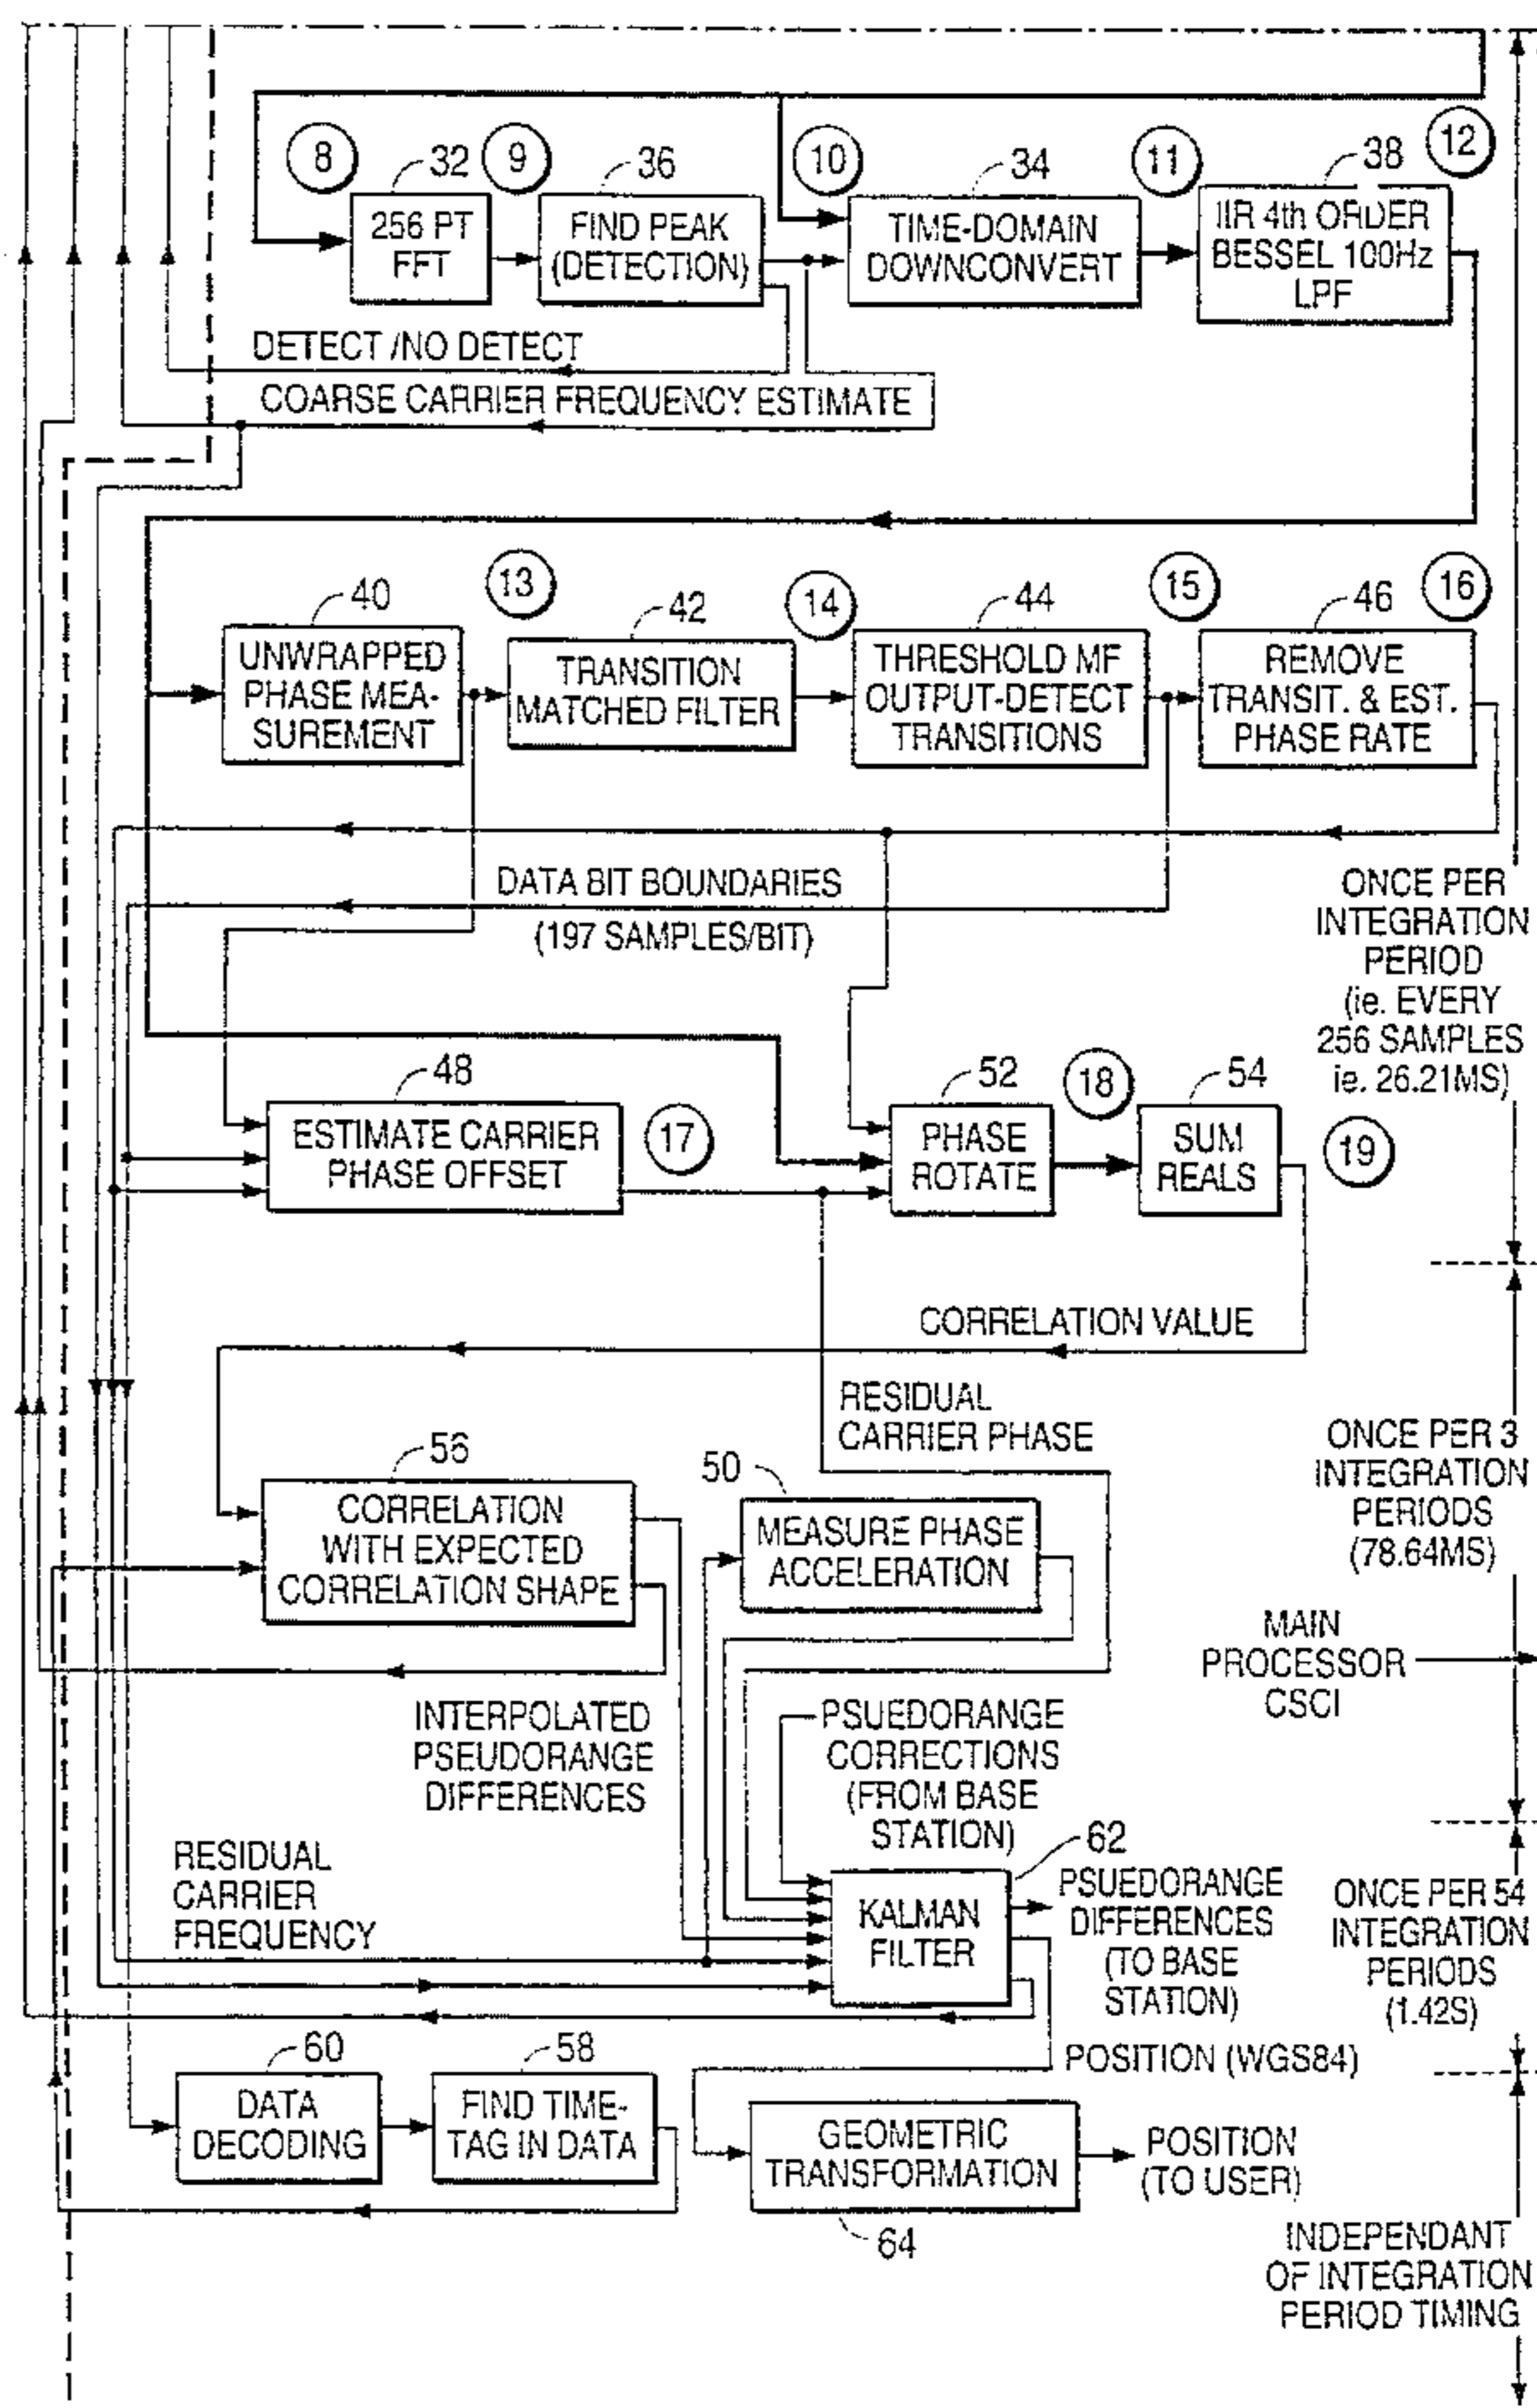 8
32
9
36
10
34
11
38
12
256 PT
FFT
FIND PEAK
(DETECTION)
TIME-DOMAIN
DOWNCONVERT
IIR 4th ORDER
BESSEL 100Hz
LPF
DETECT /NO DETECT
COARSE CARRIER FREQUENCY ESTIMATE
40
13
42
14
44
15
46
16
UNWRAPPED
PHASE MEA-
SUREMENT
TRANSITION
MATCHED FILTER
THRESHOLD MF
OUTPUT-DETECT
TRANSITIONS
REMOVE
TRANSIT. & EST.
PHASE RATE
DATA BIT BOUNDARIES
(197 SAMPLES/BIT)
ONCE PER
INTEGRATION
PERIOD
(ie. EVERY
256 SAMPLES
ie. 26.21MS)
48
17
52
18
54
19
ESTIMATE CARRIER
PHASE OFFSET
PHASE
ROTATE
SUM
REALS
CORRELATION VALUE
RESIDUAL
CARRIER PHASE
56
50
CORRELATION
WITH EXPECTED
CORRELATION SHAPE
MEASURE PHASE
ACCELERATION
ONCE PER 3
INTEGRATION
PERIODS
(78.64MS)
MAIN
PROCESSOR
CSCI
INTERPOLATED
PSEUDORANGE
DIFFERENCES
PSUEDORANGE
CORRECTIONS
(FROM BASE
STATION)
62
RESIDUAL
CARRIER
FREQUENCY
KALMAN
FILTER
PSUEDORANGE
DIFFERENCES
(TO BASE
STATION)
ONCE PER 54
INTEGRATION
PERIODS
(1.42S)
POSITION (WGS84)
60
58
DATA
DECODING
FIND TIME-
TAG IN DATA
GEOMETRIC
TRANSFORMATION
64
POSITION
(TO USER)
INDEPENDANT
OF INTEGRATION
PERIOD TIMING